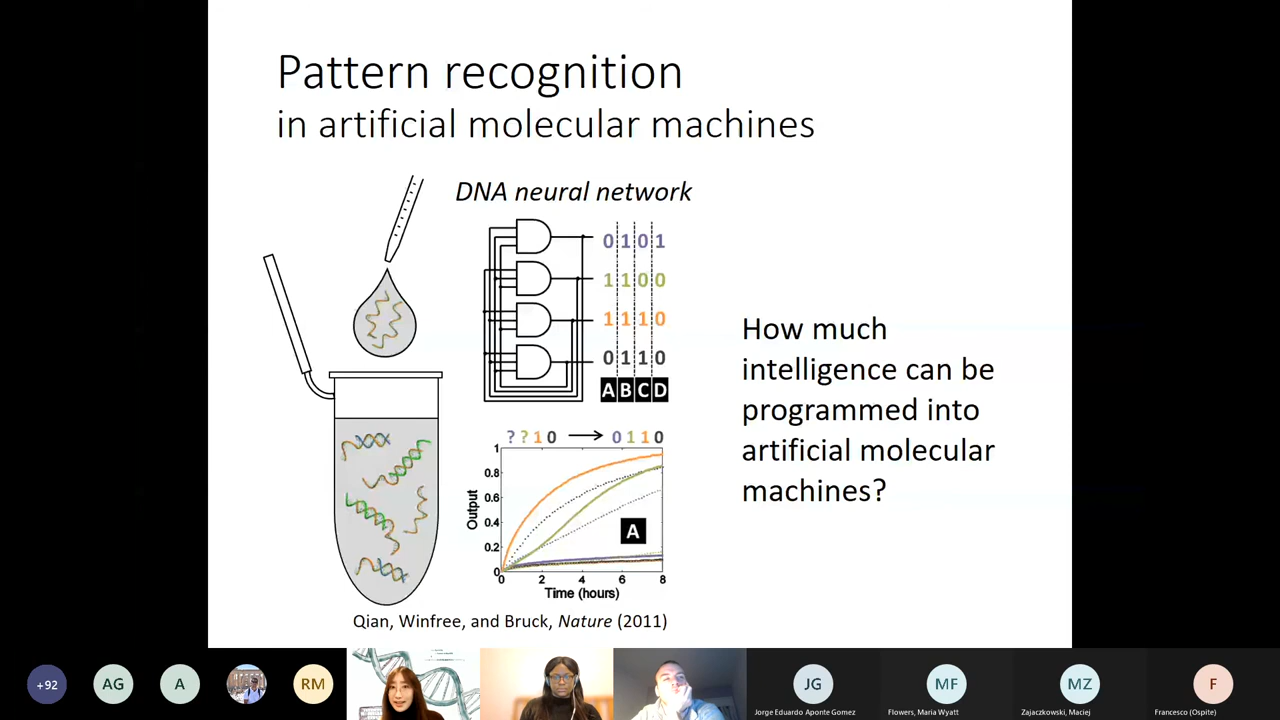 Pattern recognition
in artificial molecular machines
DNA neural network
0 1 0 1
1 1 0 0
1 1 1 0
0 1 1 0
A B C D
? ? 1 0 → 0 1 1 0
1
0.8
0.6
0.4
0.2
0
Output
A
0 2 4 6 8
Time (hours)
Qian, Winfree, and Bruck, Nature (2011)
How much
intelligence can be
programmed into
artificial molecular
machines?
+92
AG
A
RM
JG
Jorge Eduardo Aponte Gomez
MF
Flowers, Maria Wyatt
MZ
Zajaczkowski, Maciej
F
Francesco (Ospite)